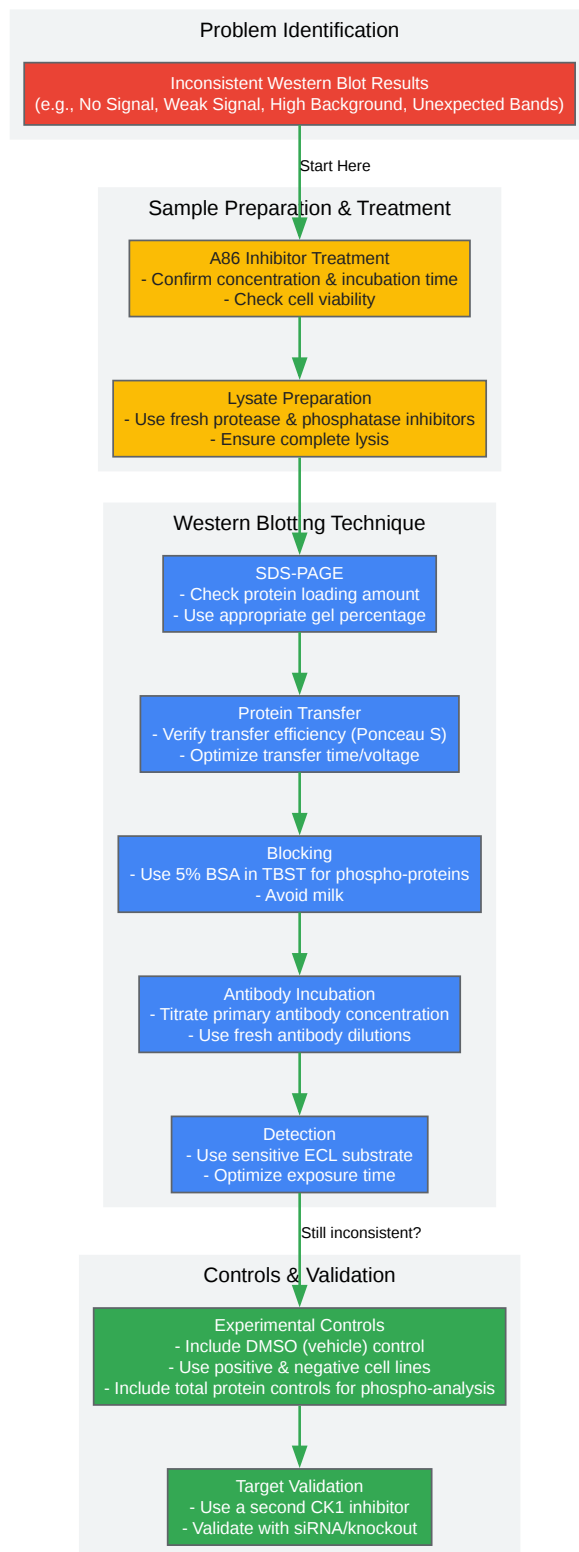 Problem Identification
Inconsistent Western Blot Results
(e.g., No Signal, Weak Signal, High Background, Unexpected Bands)
Start Here
Sample Preparation & Treatment
A86 Inhibitor Treatment
- Confirm concentration & incubation time
- Check cell viability
Lysate Preparation
- Use fresh protease & phosphatase inhibitors
- Ensure complete lysis
Western Blotting Technique
SDS-PAGE
- Check protein loading amount
- Use appropriate gel percentage
Protein Transfer
- Verify transfer efficiency (Ponceau S)
- Optimize transfer time/voltage
Blocking
- Use 5% BSA in TBST for phospho-proteins
- Avoid milk
Antibody Incubation
- Titrate primary antibody concentration
- Use fresh antibody dilutions
Detection
- Use sensitive ECL substrate
- Optimize exposure time
Still inconsistent?
Controls & Validation
Experimental Controls
- Include DMSO (vehicle) control
- Use positive & negative cell lines
- Include total protein controls for phospho-analysis
Target Validation
- Use a second CK1 inhibitor
- Validate with siRNA/knockout